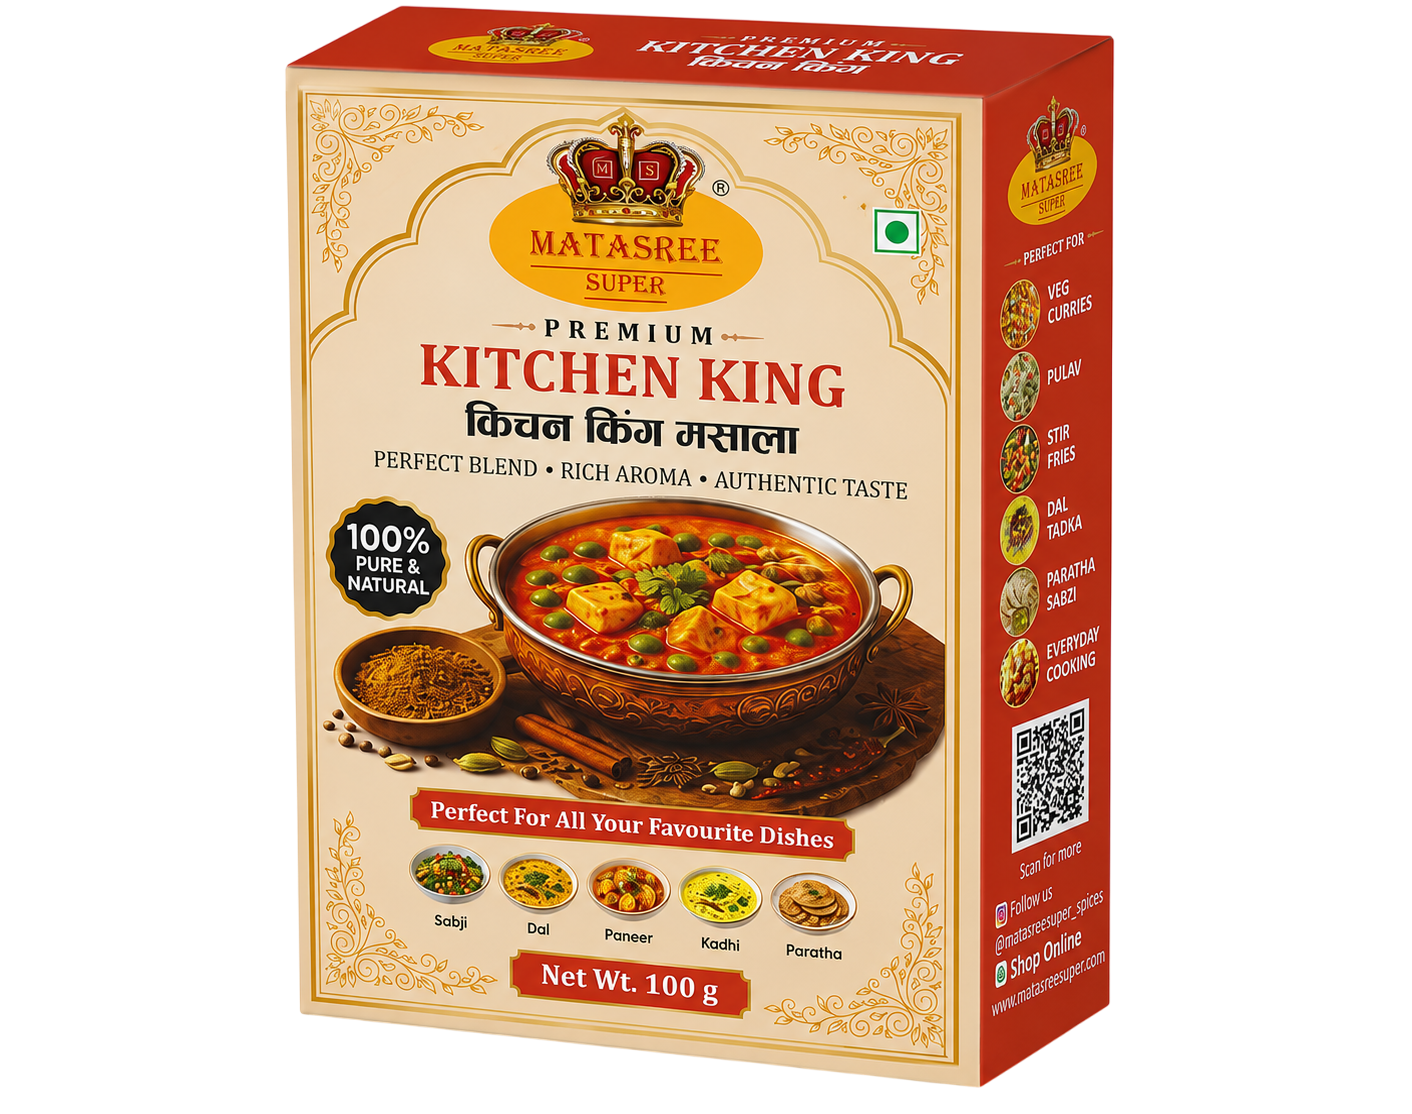 MATASREE
SUPER
PREMIUM
KITCHEN KING
किचन किंग
M S
®
MATASREE
SUPER
PREMIUM
KITCHEN KING
किचन किंग मसाला
PERFECT BLEND • RICH AROMA • AUTHENTIC TASTE
100%
PURE &
NATURAL
Perfect For All Your Favourite Dishes
Sabji
Dal
Paneer
Kadhi
Paratha
Net Wt. 100 g
MATASREE
SUPER
PERFECT FOR
VEG
CURRIES
PULAV
STIR
FRIES
DAL
TADKA
PARATHA
SABZI
EVERYDAY
COOKING
Scan for more
Follow us
@matasreesuper_spices
Shop Online
www.matasreesuper.com